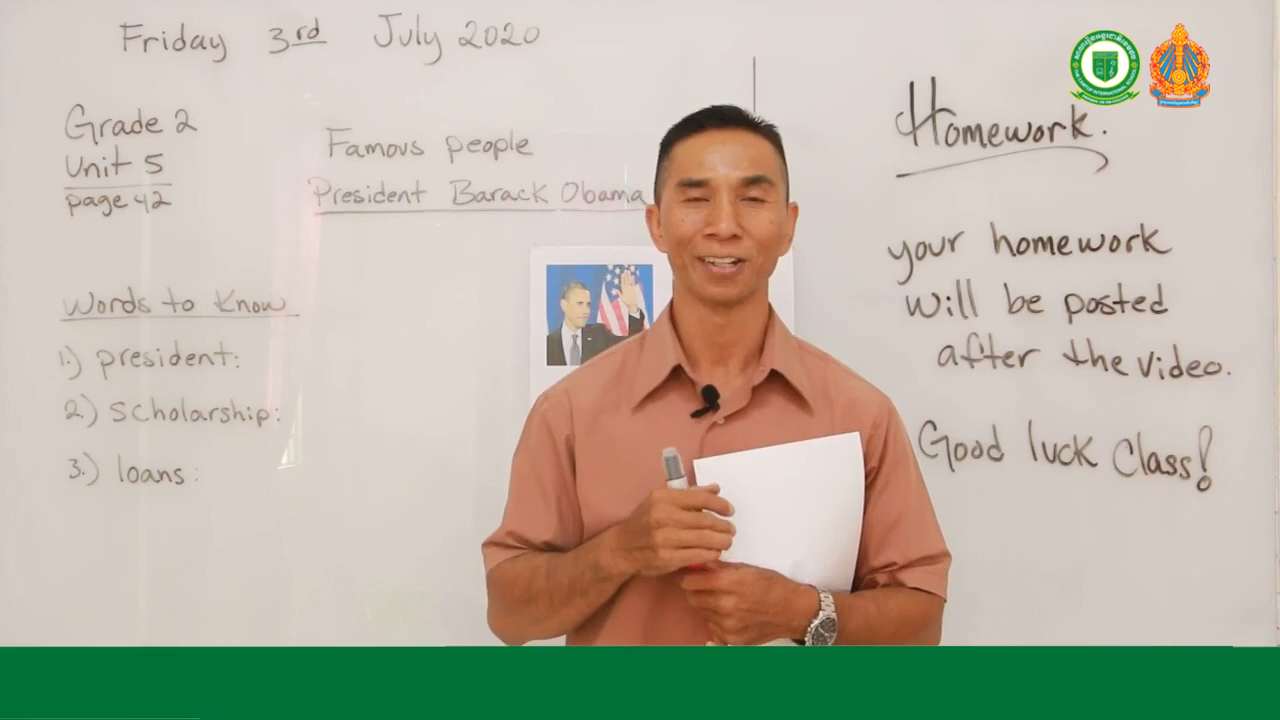 Friday 3rd July 2020
Grade 2
Unit 5
page 42
Famous people
President Barack Obama
Words to Know
1.) president:
2.) scholarship:
3.) loans:
Homework.
your homework
will be posted
after the video.
Good luck Class!